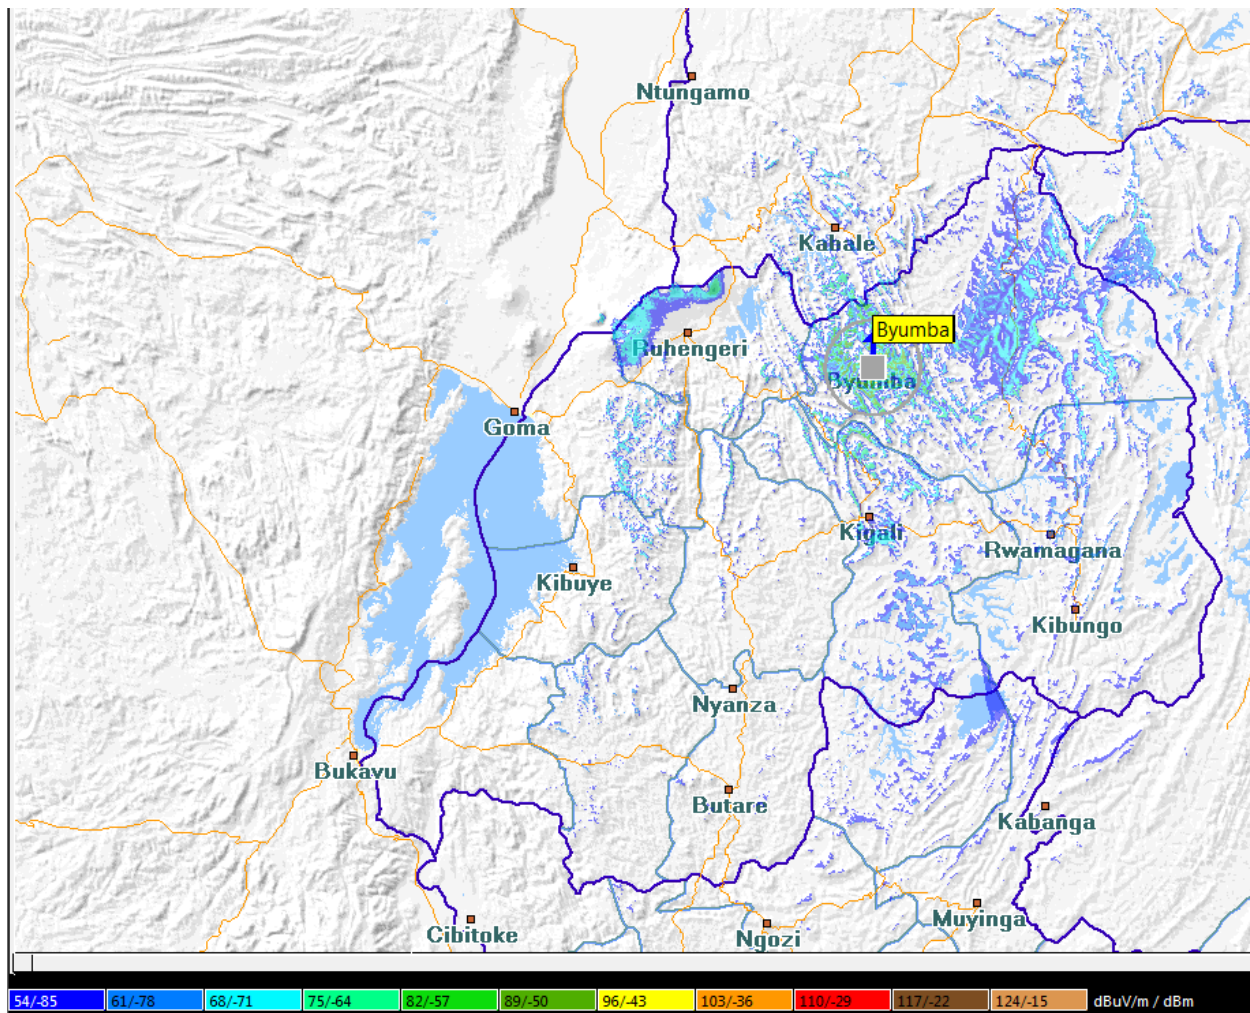 Ntungamo
Kabale
Byumba
Ruhengeri
Byumba
Goma
Kigali
Rwamagana
Kibuye
Kibungo
Nyanza
Bukavu
Butare
Kabanga
Muyinga
Cibitoke
Ngozi
54/-85 61/-78 68/-71 75/-64 82/-57 89/-50 96/-43 103/-36 110/-29 117/-22 124/-15 dBuV/m / dBm